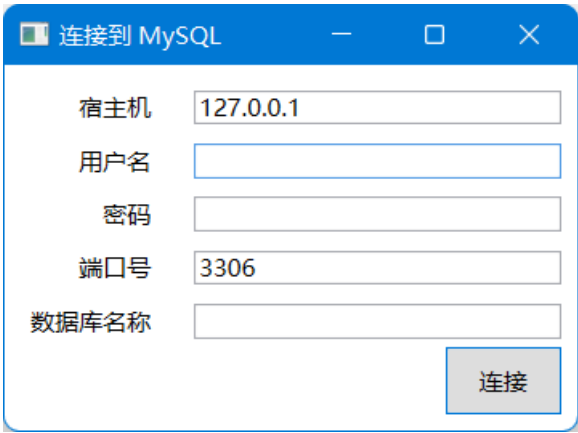 连接到 MySQL
宿主机 127.0.0.1
用户名
密码
端口号 3306
数据库名称
连接